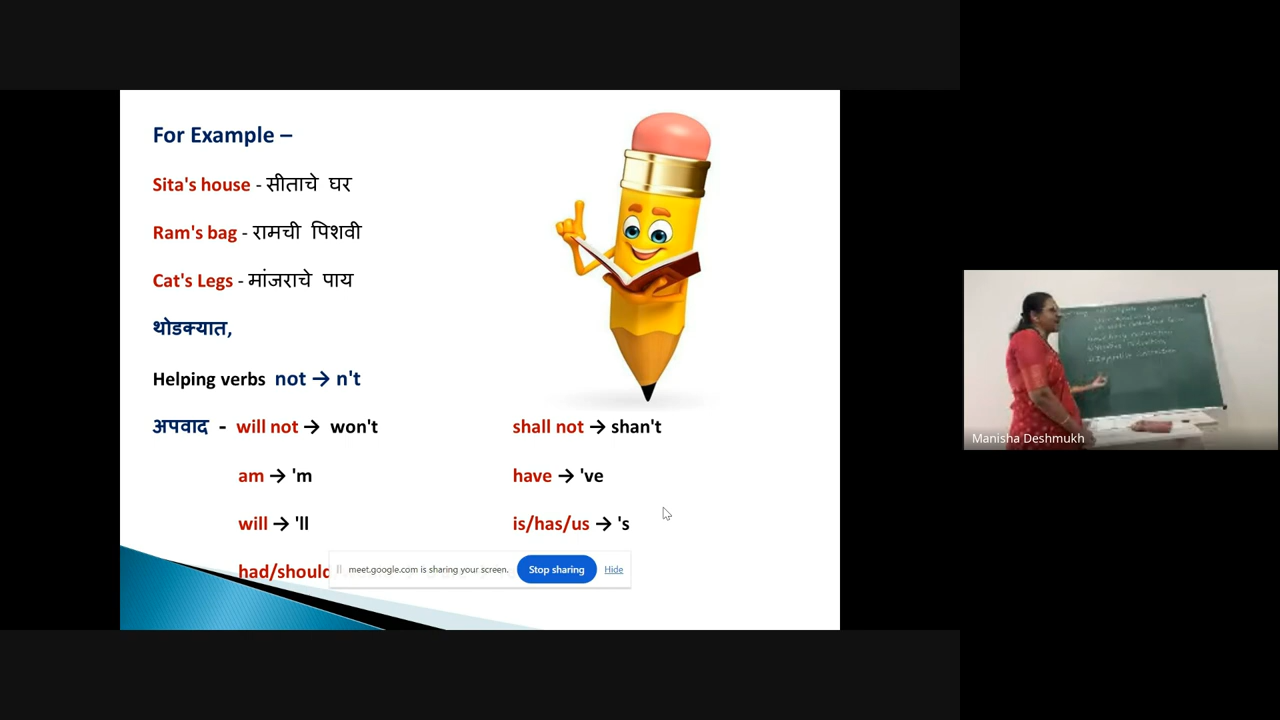 For Example –
Sita's house - सीताचे घर
Ram's bag - रामची पिशवी
Cat's Legs - मांजराचे पाय
थोडक्यात,
Helping verbs not → n't
अपवाद - will not → won't shall not → shan't
am → 'm have → 've
will → 'll is/has/us → 's
had/should
meet.google.com is sharing your screen. Stop sharing Hide
Manisha Deshmukh